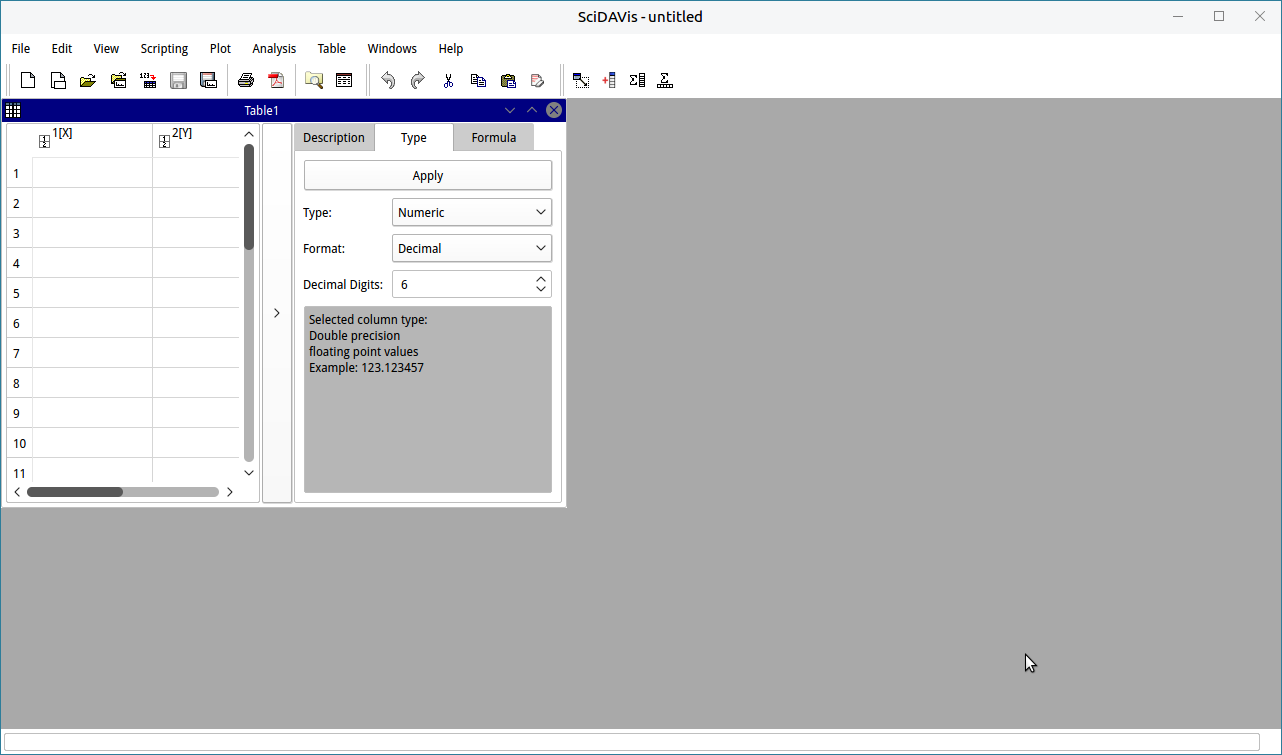 SciDAVis - untitled
File Edit View Scripting Plot Analysis Table Windows Help
Table1
1[X] 2[Y]
1
2
3
4
5
6
7
8
9
10
11
Description Type Formula
Apply
Type: Numeric
Format: Decimal
Decimal Digits: 6
Selected column type:
Double precision
floating point values
Example: 123.123457